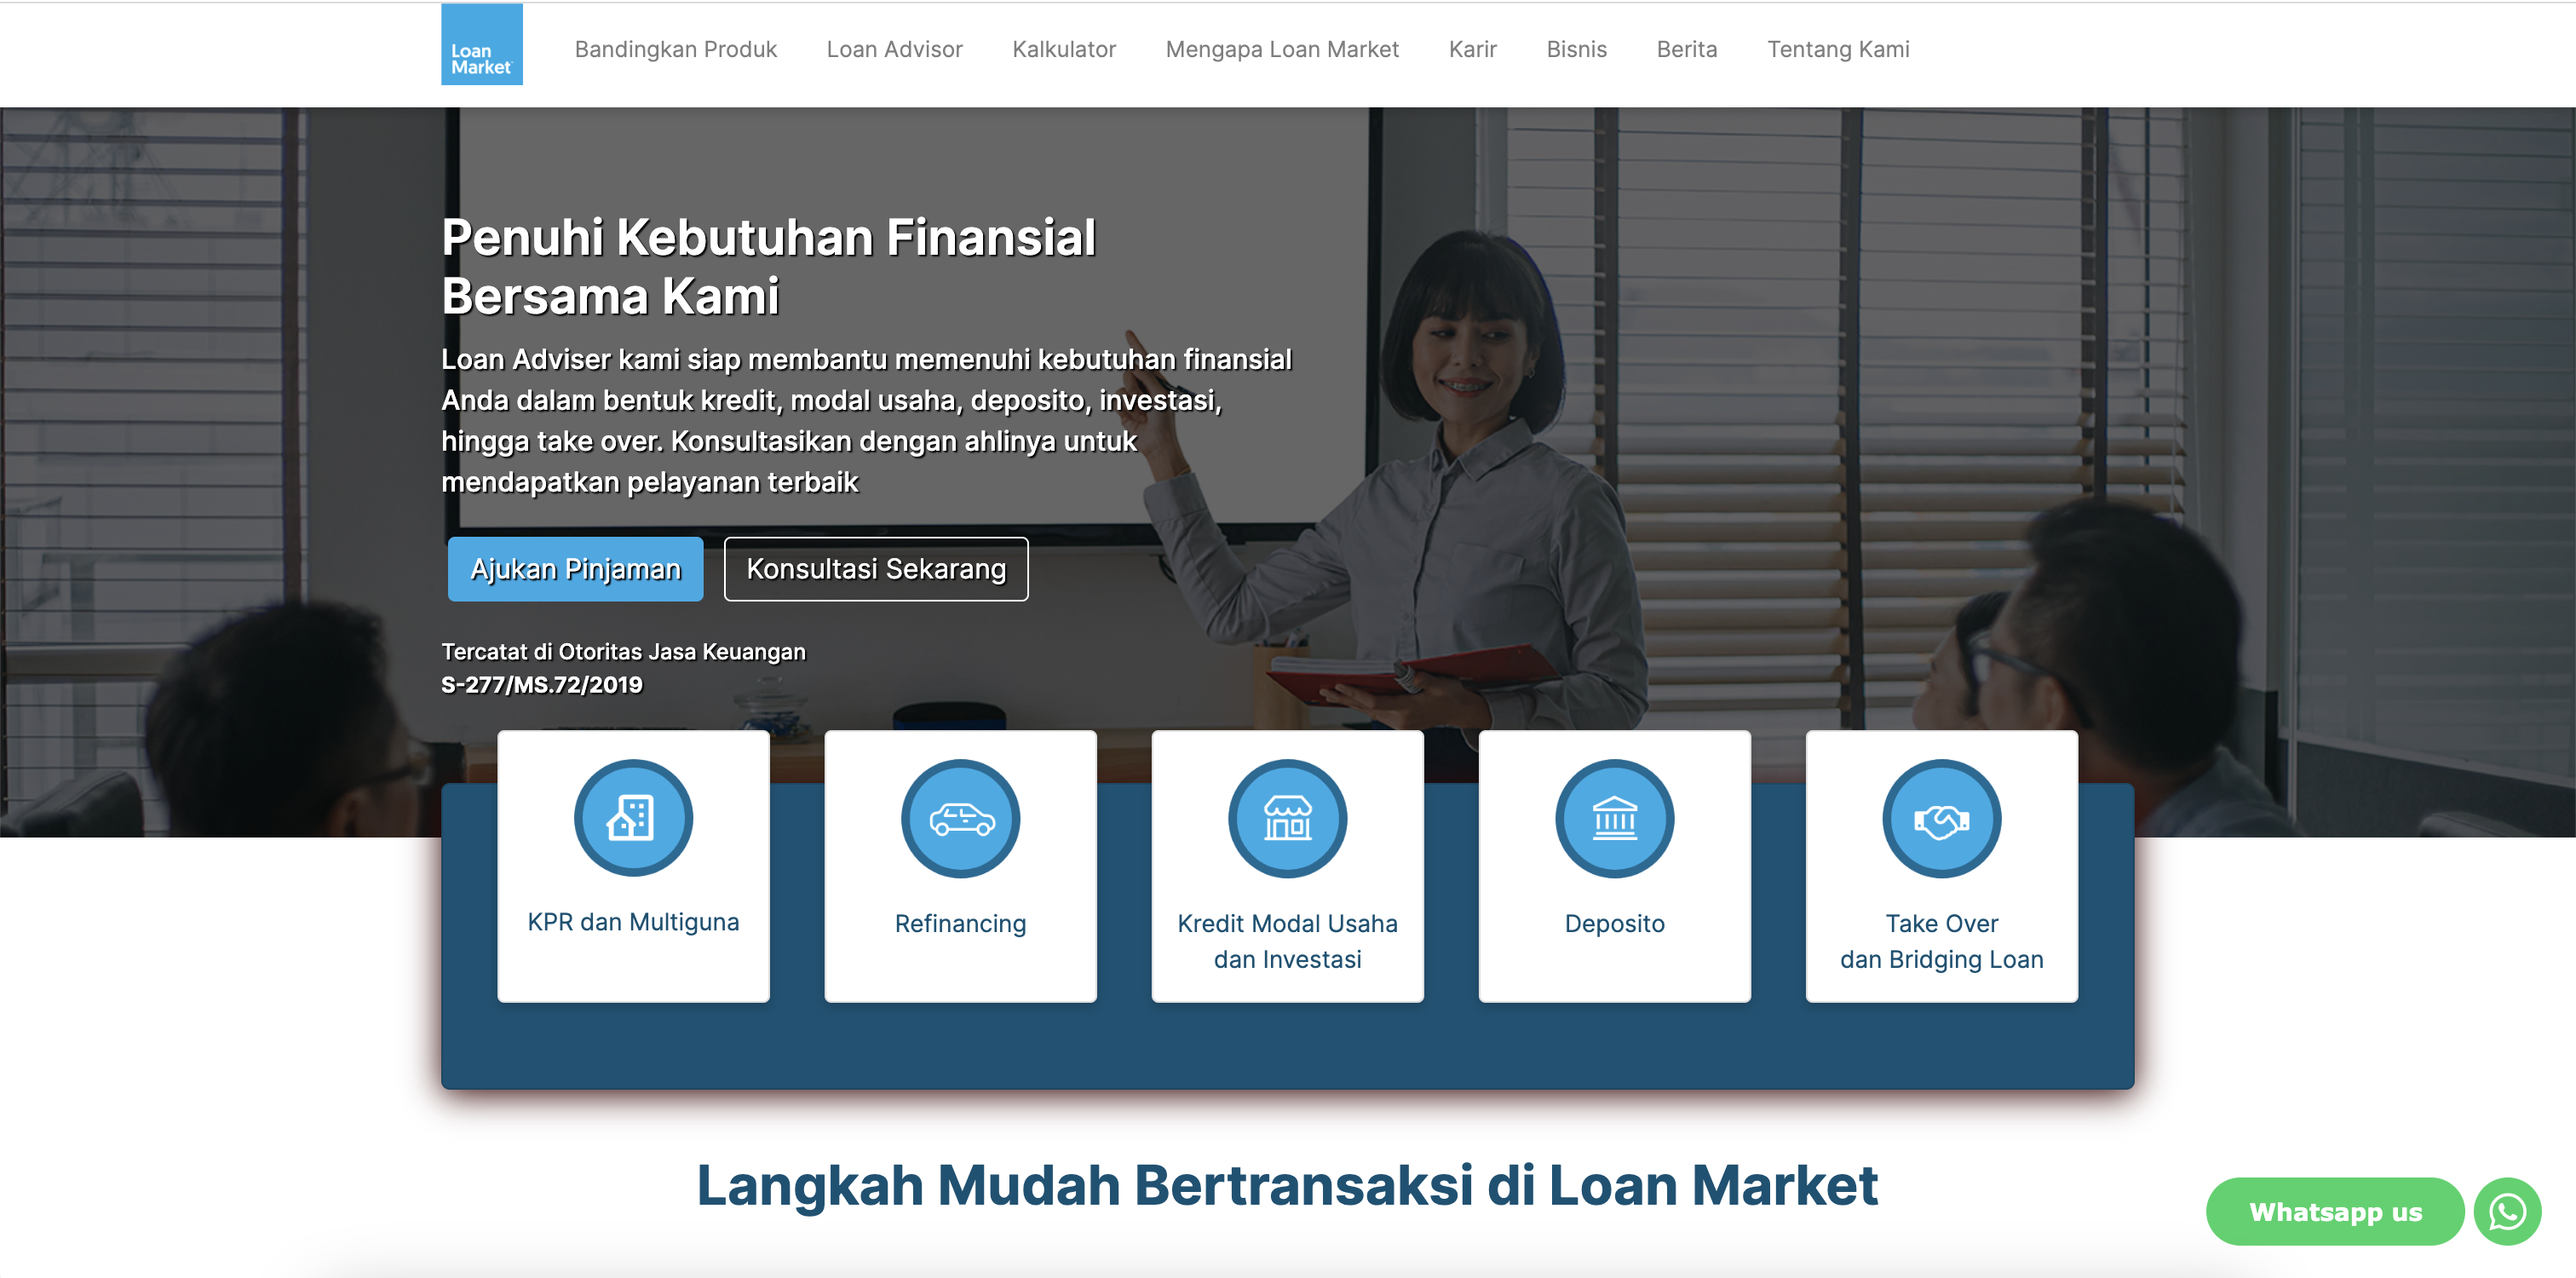 Loan
Market
Bandingkan Produk
Loan Advisor
Kalkulator
Mengapa Loan Market
Karir
Bisnis
Berita
Tentang Kami
Penuhi Kebutuhan Finansial
Bersama Kami
Loan Adviser kami siap membantu memenuhi kebutuhan finansial
Anda dalam bentuk kredit, modal usaha, deposito, investasi,
hingga take over. Konsultasikan dengan ahlinya untuk
mendapatkan pelayanan terbaik
Ajukan Pinjaman
Konsultasi Sekarang
Tercatat di Otoritas Jasa Keuangan
S-277/MS.72/2019
KPR dan Multiguna
Refinancing
Kredit Modal Usaha
dan Investasi
Deposito
Take Over
dan Bridging Loan
Langkah Mudah Bertransaksi di Loan Market
Whatsapp us